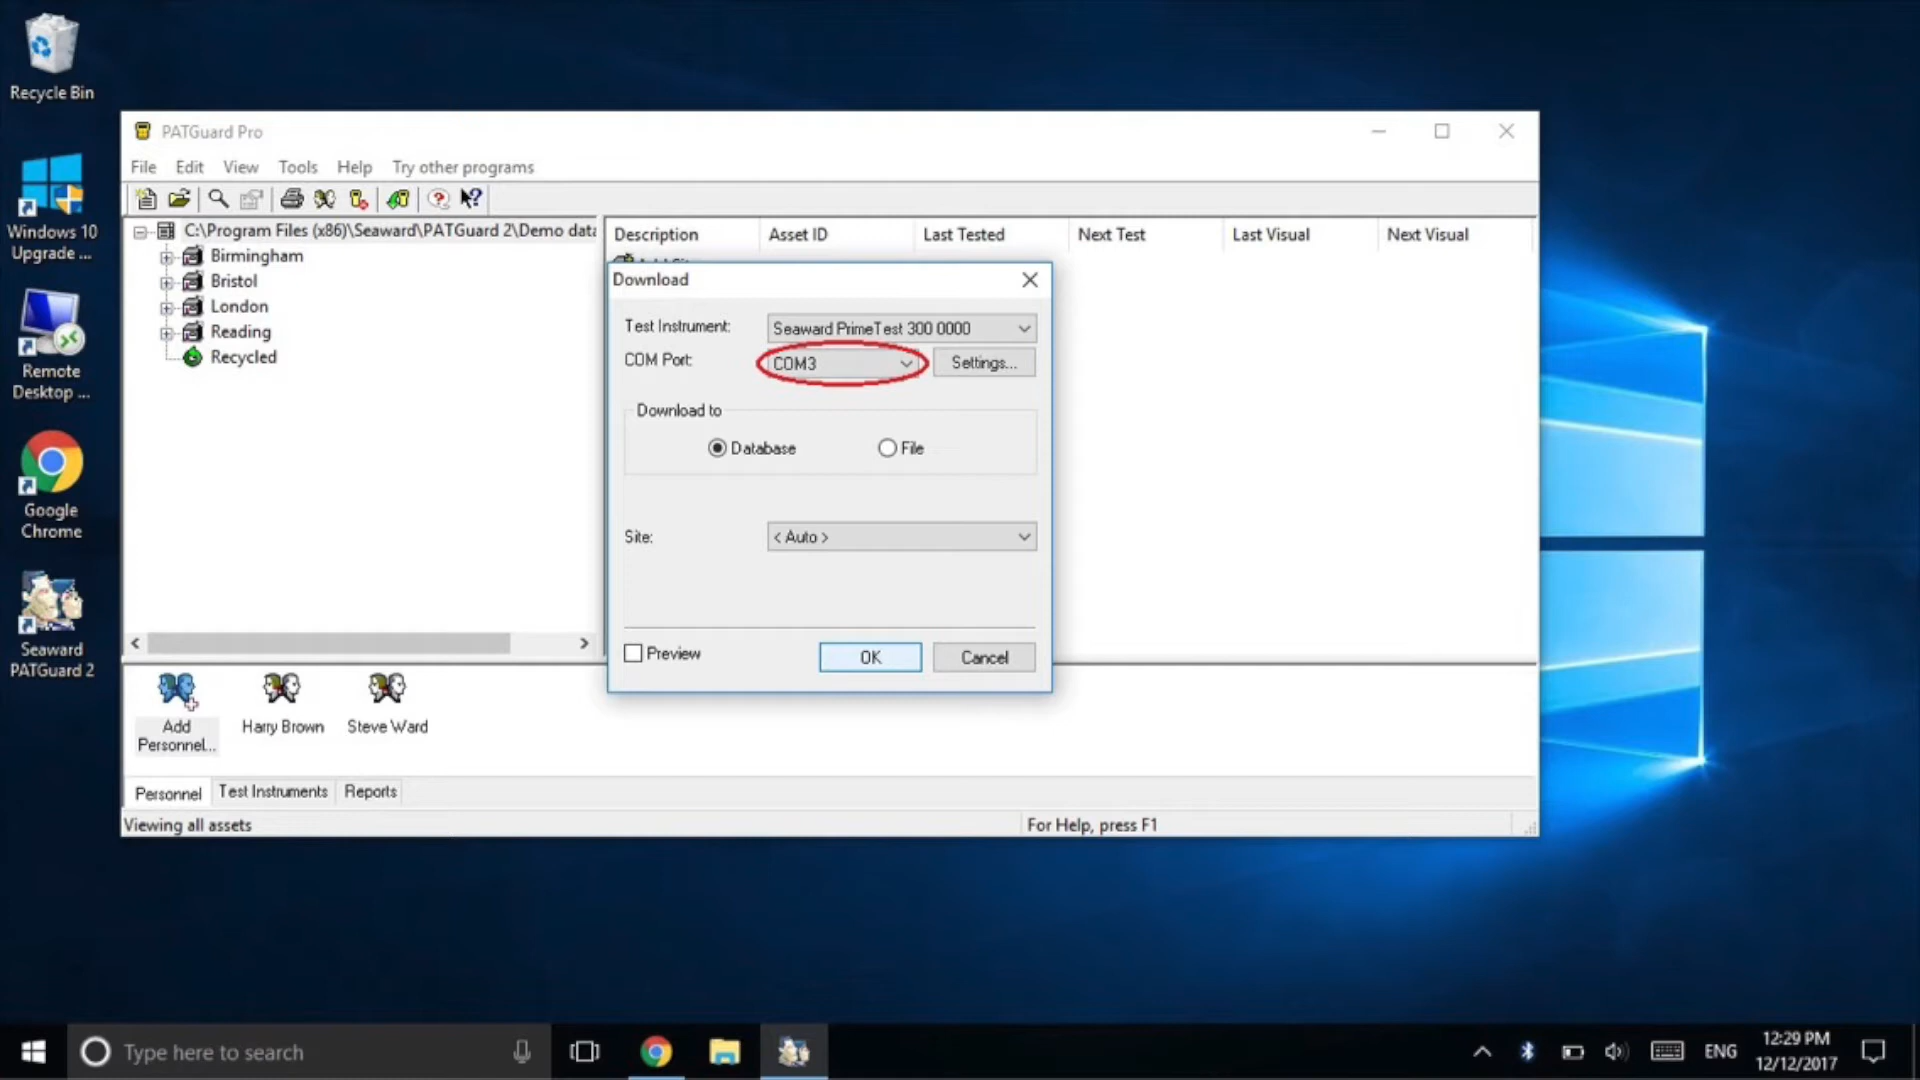 Recycle Bin
Windows 10
Upgrade ...
Remote
Desktop ...
Google
Chrome
Seaward
PATGuard 2
PATGuard Pro
File Edit View Tools Help Try other programs
C:\Program Files (x86)\Seaward\PATGuard 2\Demo data
Birmingham
Bristol
London
Reading
Recycled
Description Asset ID Last Tested Next Test Last Visual Next Visual
Download
Test Instrument: Seaward PrimeTest 300 0000
COM Port: COM3 Settings...
Download to
Database File
Site: < Auto >
Preview OK Cancel
Add
Personnel...
Harry Brown
Steve Ward
Personnel Test Instruments Reports
Viewing all assets
For Help, press F1
Type here to search
ENG
12:29 PM
12/12/2017